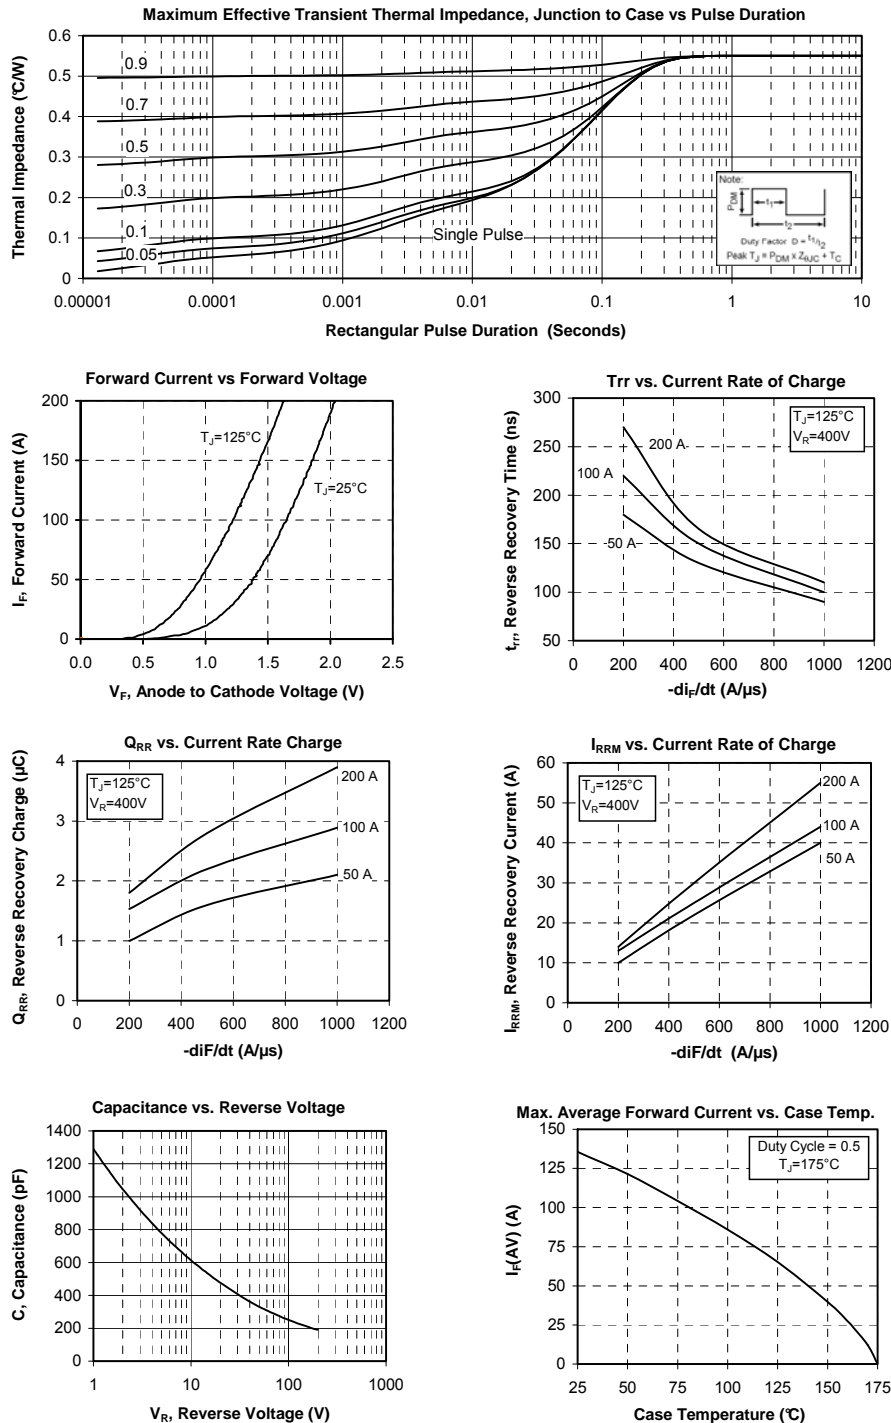 Maximum Effective Transient Thermal Impedance, Junction to Case vs Pulse Duration
Thermal Impedance (°C/W)
0.6
0.5
0.4
0.3
0.2
0.1
0
0.9
0.7
0.5
0.3
0.1
0.05
Single Pulse
Note:
PDM
t1
t2
Duty Factor D = t1/t2
Peak TJ = PDM x ZθJC + TC
0.00001
0.0001
0.001
0.01
0.1
1
10
Rectangular Pulse Duration (Seconds)
Forward Current vs Forward Voltage
IF, Forward Current (A)
200
150
100
50
0
TJ=125°C
TJ=25°C
0.0
0.5
1.0
1.5
2.0
2.5
VF, Anode to Cathode Voltage (V)
Trr vs. Current Rate of Charge
trr, Reverse Recovery Time (ns)
300
250
200
150
100
50
TJ=125°C
VR=400V
200 A
100 A
50 A
0
200
400
600
800
1000
1200
-diF/dt (A/µs)
QRR vs. Current Rate Charge
QRR, Reverse Recovery Charge (µC)
4
3
2
1
0
TJ=125°C
VR=400V
200 A
100 A
50 A
0
200
400
600
800
1000
1200
-diF/dt (A/µs)
IRRM vs. Current Rate of Charge
IRRM, Reverse Recovery Current (A)
60
50
40
30
20
10
0
TJ=125°C
VR=400V
200 A
100 A
50 A
0
200
400
600
800
1000
1200
-diF/dt (A/µs)
Capacitance vs. Reverse Voltage
C, Capacitance (pF)
1400
1200
1000
800
600
400
200
0
1
10
100
1000
VR, Reverse Voltage (V)
Max. Average Forward Current vs. Case Temp.
IF(AV) (A)
150
125
100
75
50
25
0
Duty Cycle = 0.5
TJ=175°C
25
50
75
100
125
150
175
Case Temperature (°C)